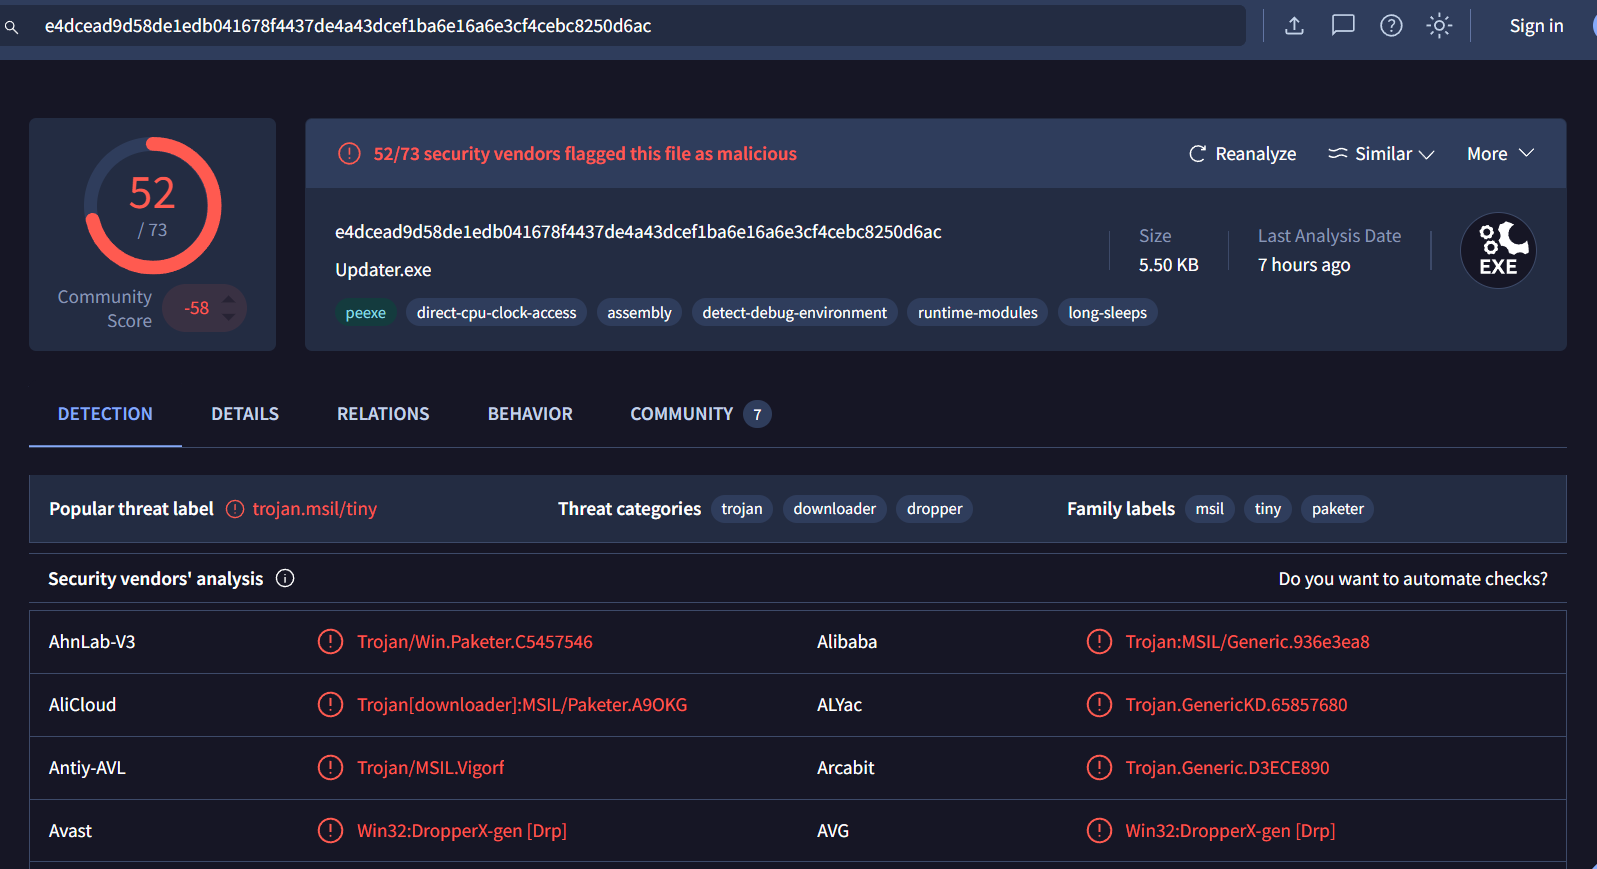 e4dcead9d58de1edb041678f4437de4a43dcef1ba6e16a6e3cf4cebc8250d6ac
Sign in
52
/ 73
Community Score
-58
52/73 security vendors flagged this file as malicious
Reanalyze
Similar
More
e4dcead9d58de1edb041678f4437de4a43dcef1ba6e16a6e3cf4cebc8250d6ac
Updater.exe
peexe
direct-cpu-clock-access
assembly
detect-debug-environment
runtime-modules
long-sleeps
Size
5.50 KB
Last Analysis Date
7 hours ago
EXE
DETECTION
DETAILS
RELATIONS
BEHAVIOR
COMMUNITY
7
Popular threat label
trojan.msil/tiny
Threat categories
trojan
downloader
dropper
Family labels
msil
tiny
paketer
Security vendors' analysis
Do you want to automate checks?
AhnLab-V3
Trojan/Win.Paketer.C5457546
Alibaba
Trojan:MSIL/Generic.936e3ea8
AliCloud
Trojan[downloader]:MSIL/Paketer.A9OKG
ALYac
Trojan.GenericKD.65857680
Antiy-AVL
Trojan/MSIL.Vigorf
Arcabit
Trojan.Generic.D3ECE890
Avast
Win32:DropperX-gen [Drp]
AVG
Win32:DropperX-gen [Drp]